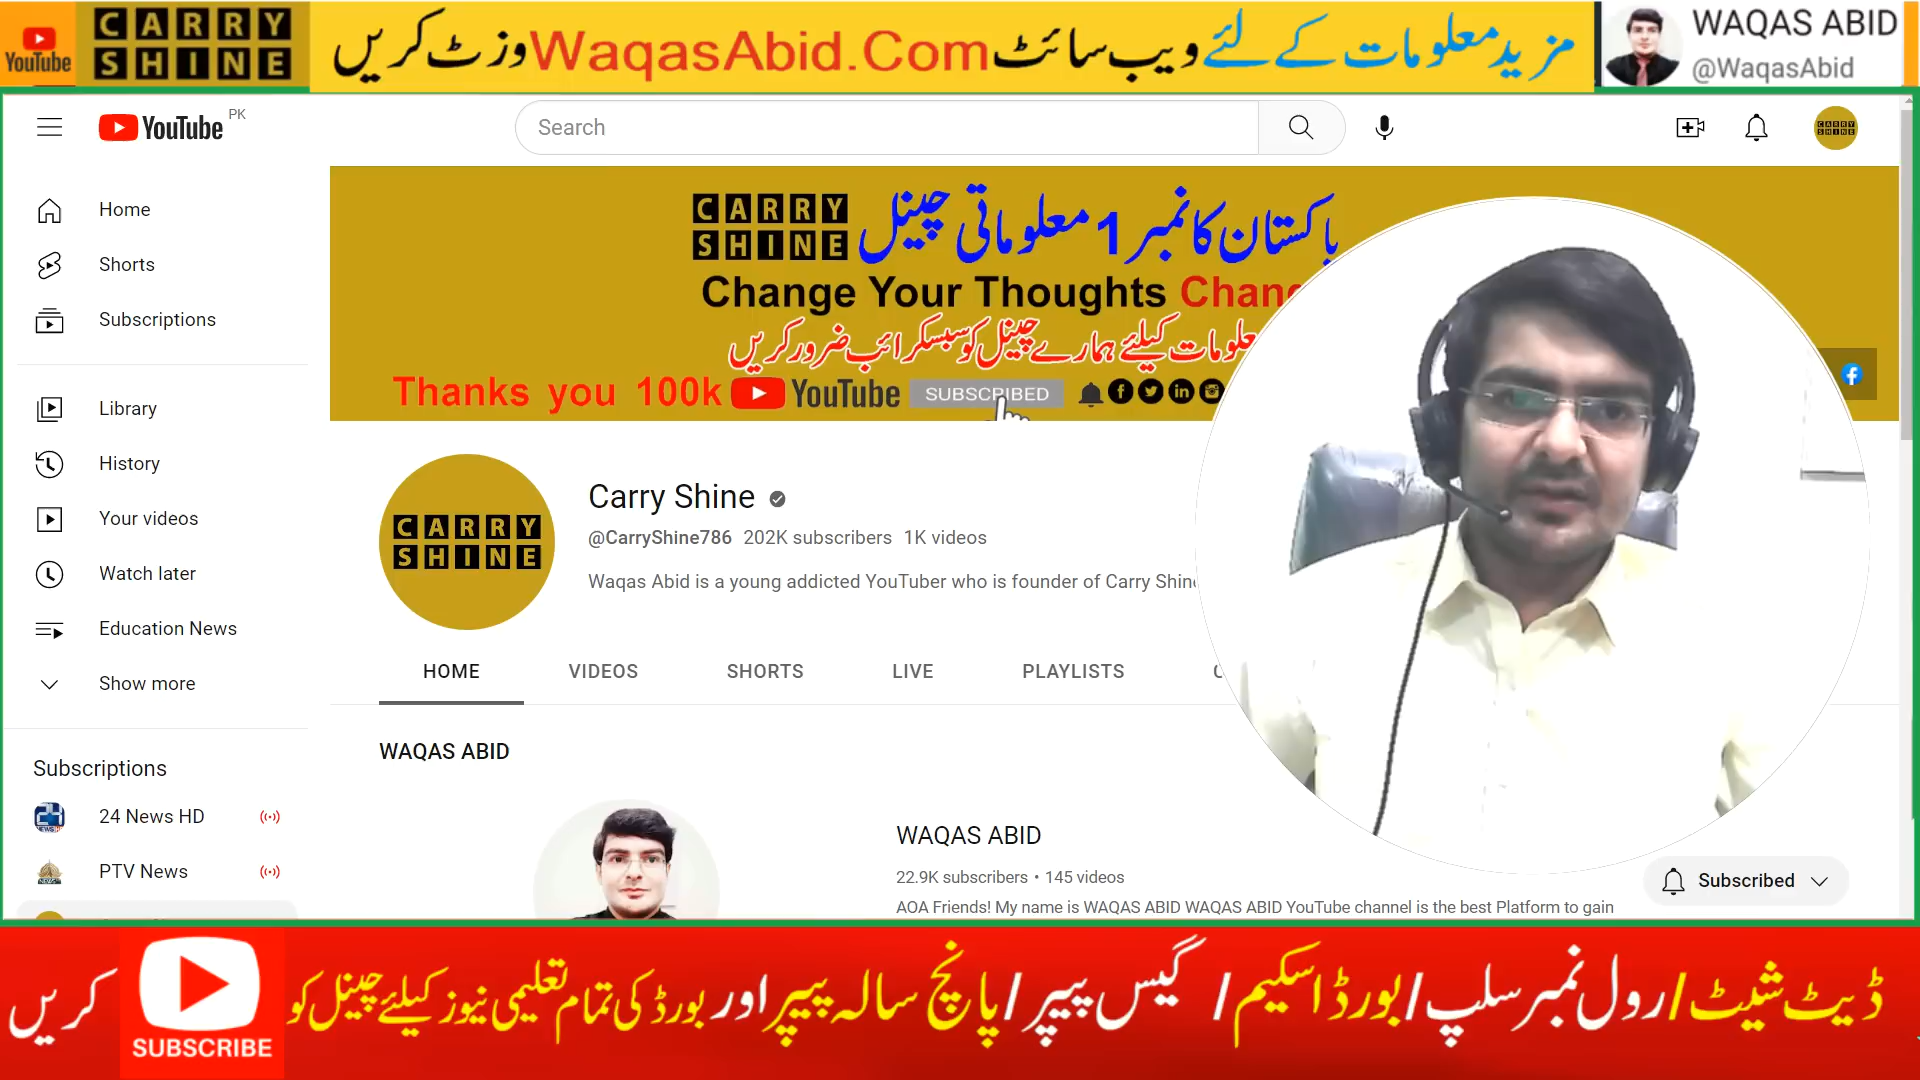 YouTube
CARRY
SHINE
مزید معلومات کے لئے ویب سائٹ WaqasAbid.Com وزٹ کریں
WAQAS ABID
@WaqasAbid
YouTube PK
Search
CARRY
SHINE
Home
Shorts
Subscriptions
Library
History
Your videos
Watch later
Education News
Show more
Subscriptions
24 News HD
PTV News
CARRY
SHINE
پاکستان کا نمبر 1 معلوماتی چینل
Change Your Thoughts Chang
علومات کیلئے ہمارے چینل کو سبسکرائب ضرور کریں
Thanks you 100k YouTube SUBSCRIBED
CARRY
SHINE
Carry Shine
@CarryShine786 202K subscribers 1K videos
Waqas Abid is a young addicted YouTuber who is founder of Carry Shin
HOME VIDEOS SHORTS LIVE PLAYLISTS
WAQAS ABID
WAQAS ABID
22.9K subscribers • 145 videos
AOA Friends! My name is WAQAS ABID WAQAS ABID YouTube channel is the best Platform to gain
Subscribed
ڈیٹ شیٹ/رول نمبر سلپ/بورڈ اسکیم/گیس پیپر/پانچ سالہ پیپر اور بورڈ کی تمام تعلیمی نیوز کیلئے چینل کو SUBSCRIBE کریں